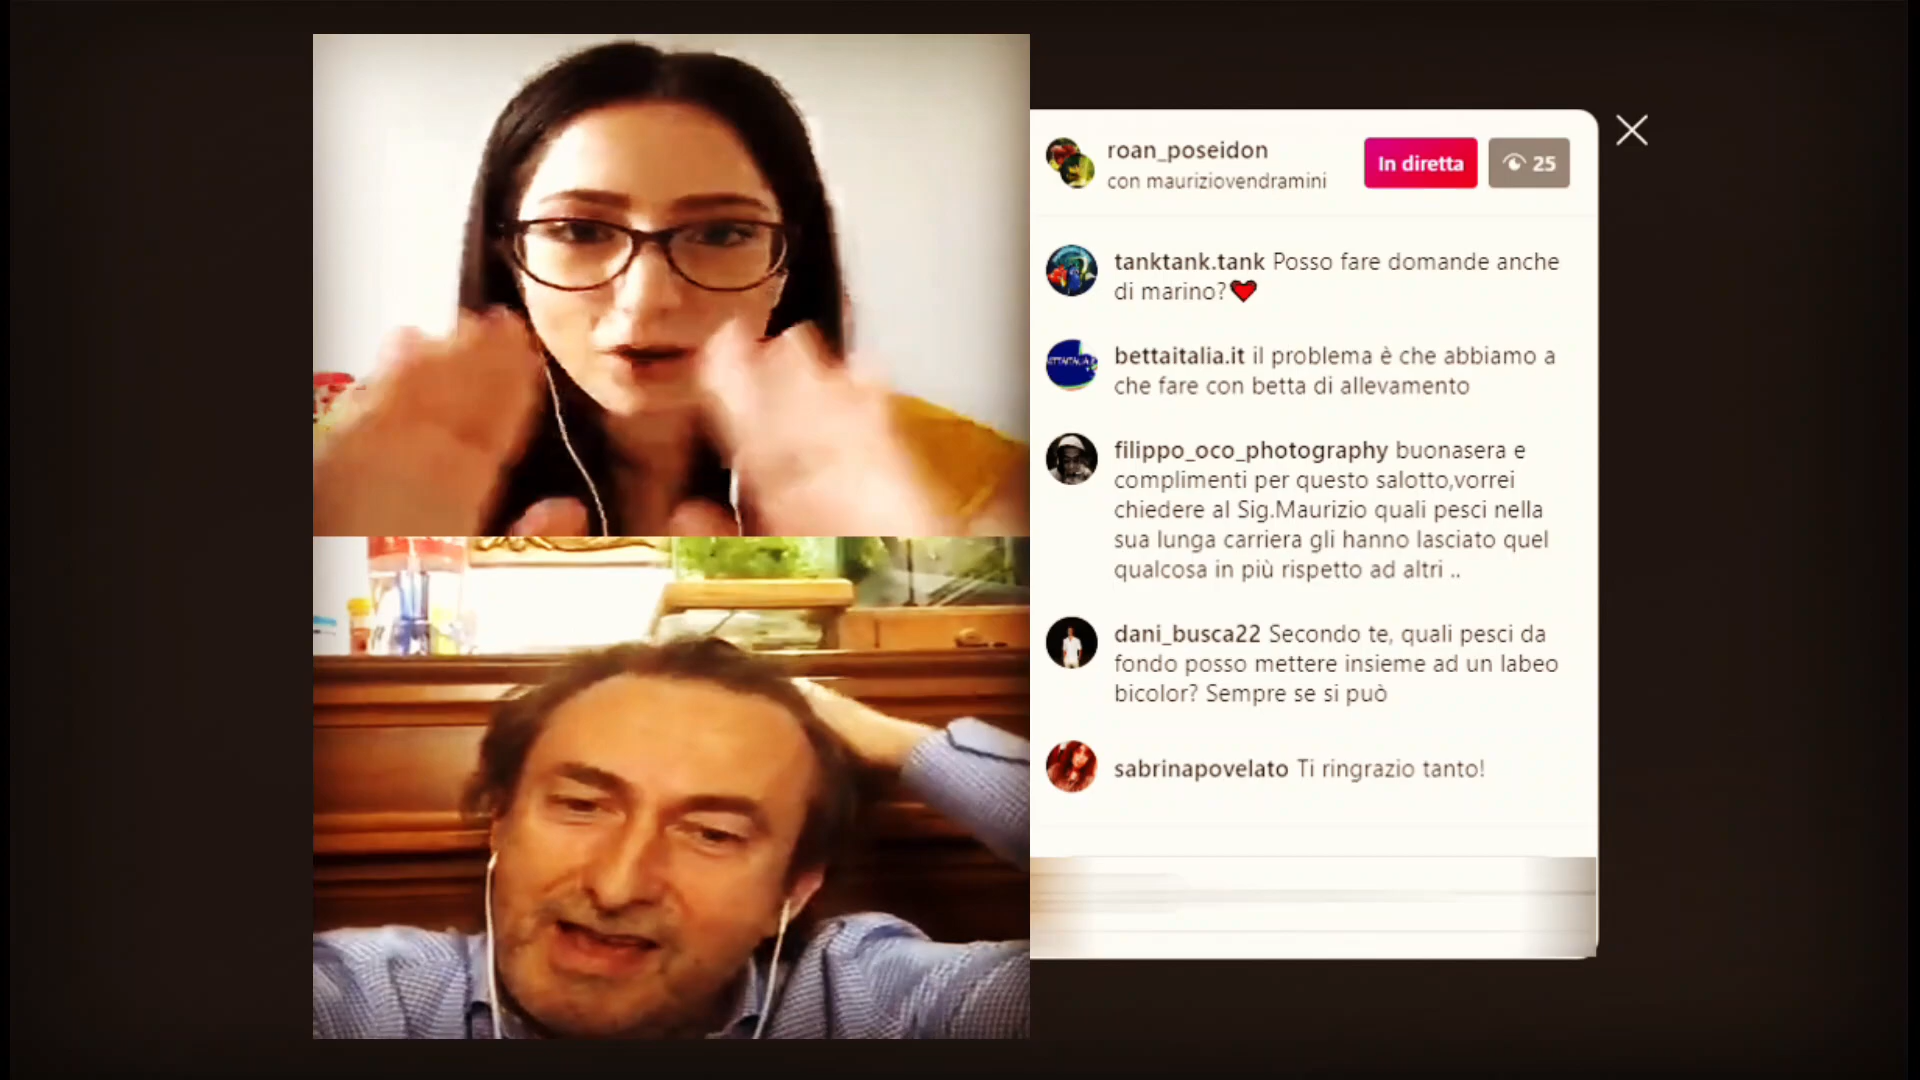 roan_poseidon
con mauriziovendramini
In diretta
25
tanktank.tank Posso fare domande anche
di marino?❤️
BETTAITALIA
bettaitalia.it il problema è che abbiamo a
che fare con betta di allevamento
filippo_oco_photography buonasera e
complimenti per questo salotto,vorrei
chiedere al Sig.Maurizio quali pesci nella
sua lunga carriera gli hanno lasciato quel
qualcosa in più rispetto ad altri ..
dani_busca22 Secondo te, quali pesci da
fondo posso mettere insieme ad un labeo
bicolor? Sempre se si può
sabrinapovelato Ti ringrazio tanto!